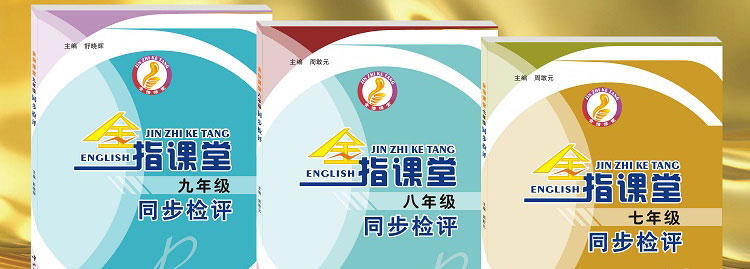 主编 舒晓辉
JIN ZHI KE TANG
金
ENGLISH
指课堂
九年级
同步检评
主编 周敢元
JIN ZHI KE TANG
金
ENGLISH
指课堂
八年级
同步检评
主编 周敢元
JIN ZHI KE TANG
金
ENGLISH
指课堂
七年级
同步检评